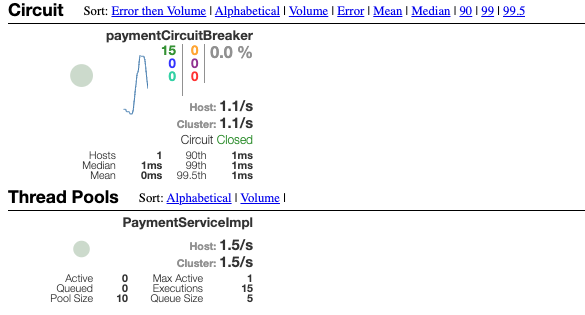 Circuit Sort: Error then Volume | Alphabetical | Volume | Error | Mean | Median | 90 | 99 | 99.5
paymentCircuitBreaker
15 0 0.0 %
0 0
0 0
Host: 1.1/s
Cluster: 1.1/s
Circuit Closed
Hosts 1 90th 1ms
Median 1ms 99th 1ms
Mean 0ms 99.5th 1ms
Thread Pools Sort: Alphabetical | Volume |
PaymentServiceImpl
Host: 1.5/s
Cluster: 1.5/s
Active 0 Max Active 1
Queued 0 Executions 15
Pool Size 10 Queue Size 5